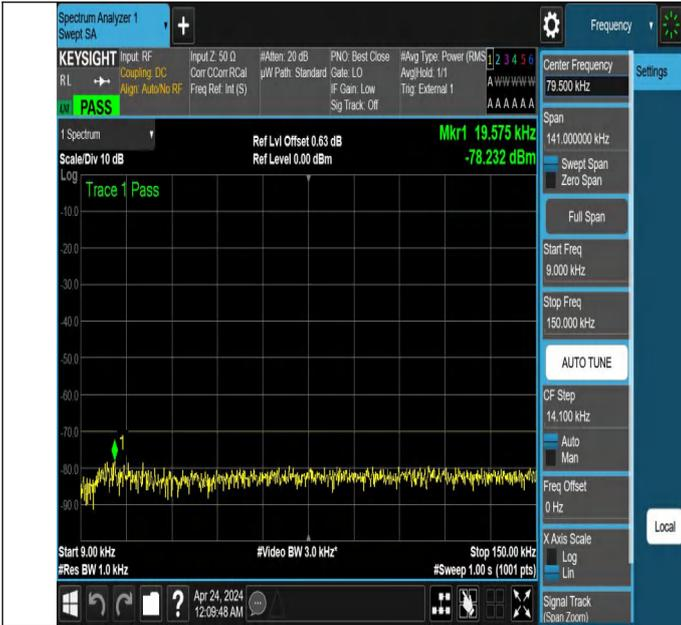 Spectrum Analyzer 1
Swept SA
+
Frequency
KEYSIGHT
RL
PASS
Input: RF
Coupling: DC
Align: Auto/No RF
Input Z: 50 Ω
Corr CCorr RCal
Freq Ref: Int (S)
#Atten: 20 dB
µW Path: Standard
PNO: Best Close
Gate: LO
IF Gain: Low
Sig Track: Off
#Avg Type: Power (RMS
Avg|Hold: 1/1
Trig: External 1
1 2 3 4 5 6
A W W W W W
A A A A A A
1 Spectrum
Scale/Div 10 dB
Ref Lvl Offset 0.63 dB
Ref Level 0.00 dBm
Mkr1 19.575 kHz
-78.232 dBm
Log
Trace 1 Pass
-10.0
-20.0
-30.0
-40.0
-50.0
-60.0
-70.0
-80.0
-90.0
1
Start 9.00 kHz
#Res BW 1.0 kHz
#Video BW 3.0 kHz*
Stop 150.00 kHz
#Sweep 1.00 s (1001 pts)
Center Frequency
79.500 kHz
Span
141.000000 kHz
Swept Span
Zero Span
Full Span
Start Freq
9.000 kHz
Stop Freq
150.000 kHz
AUTO TUNE
CF Step
14.100 kHz
Auto
Man
Freq Offset
0 Hz
X Axis Scale
Log
Lin
Signal Track
(Span Zoom)
Settings
Local
?
Apr 24, 2024
12:09:48 AM